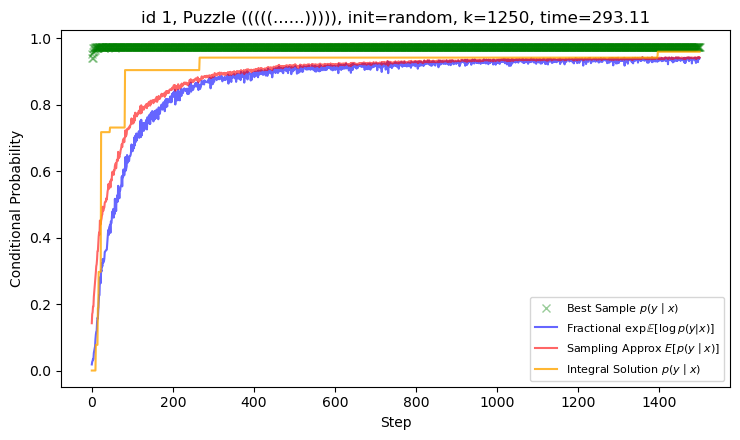 id 1, Puzzle (((((......))))), init=random, k=1250, time=293.11
Conditional Probability
1.0
0.8
0.6
0.4
0.2
0.0
0 200 400 600 800 1000 1200 1400
Step
Best Sample p(y | x)
Fractional exp𝔼[log p(y|x)]
Sampling Approx E[p(y | x)]
Integral Solution p(y | x)